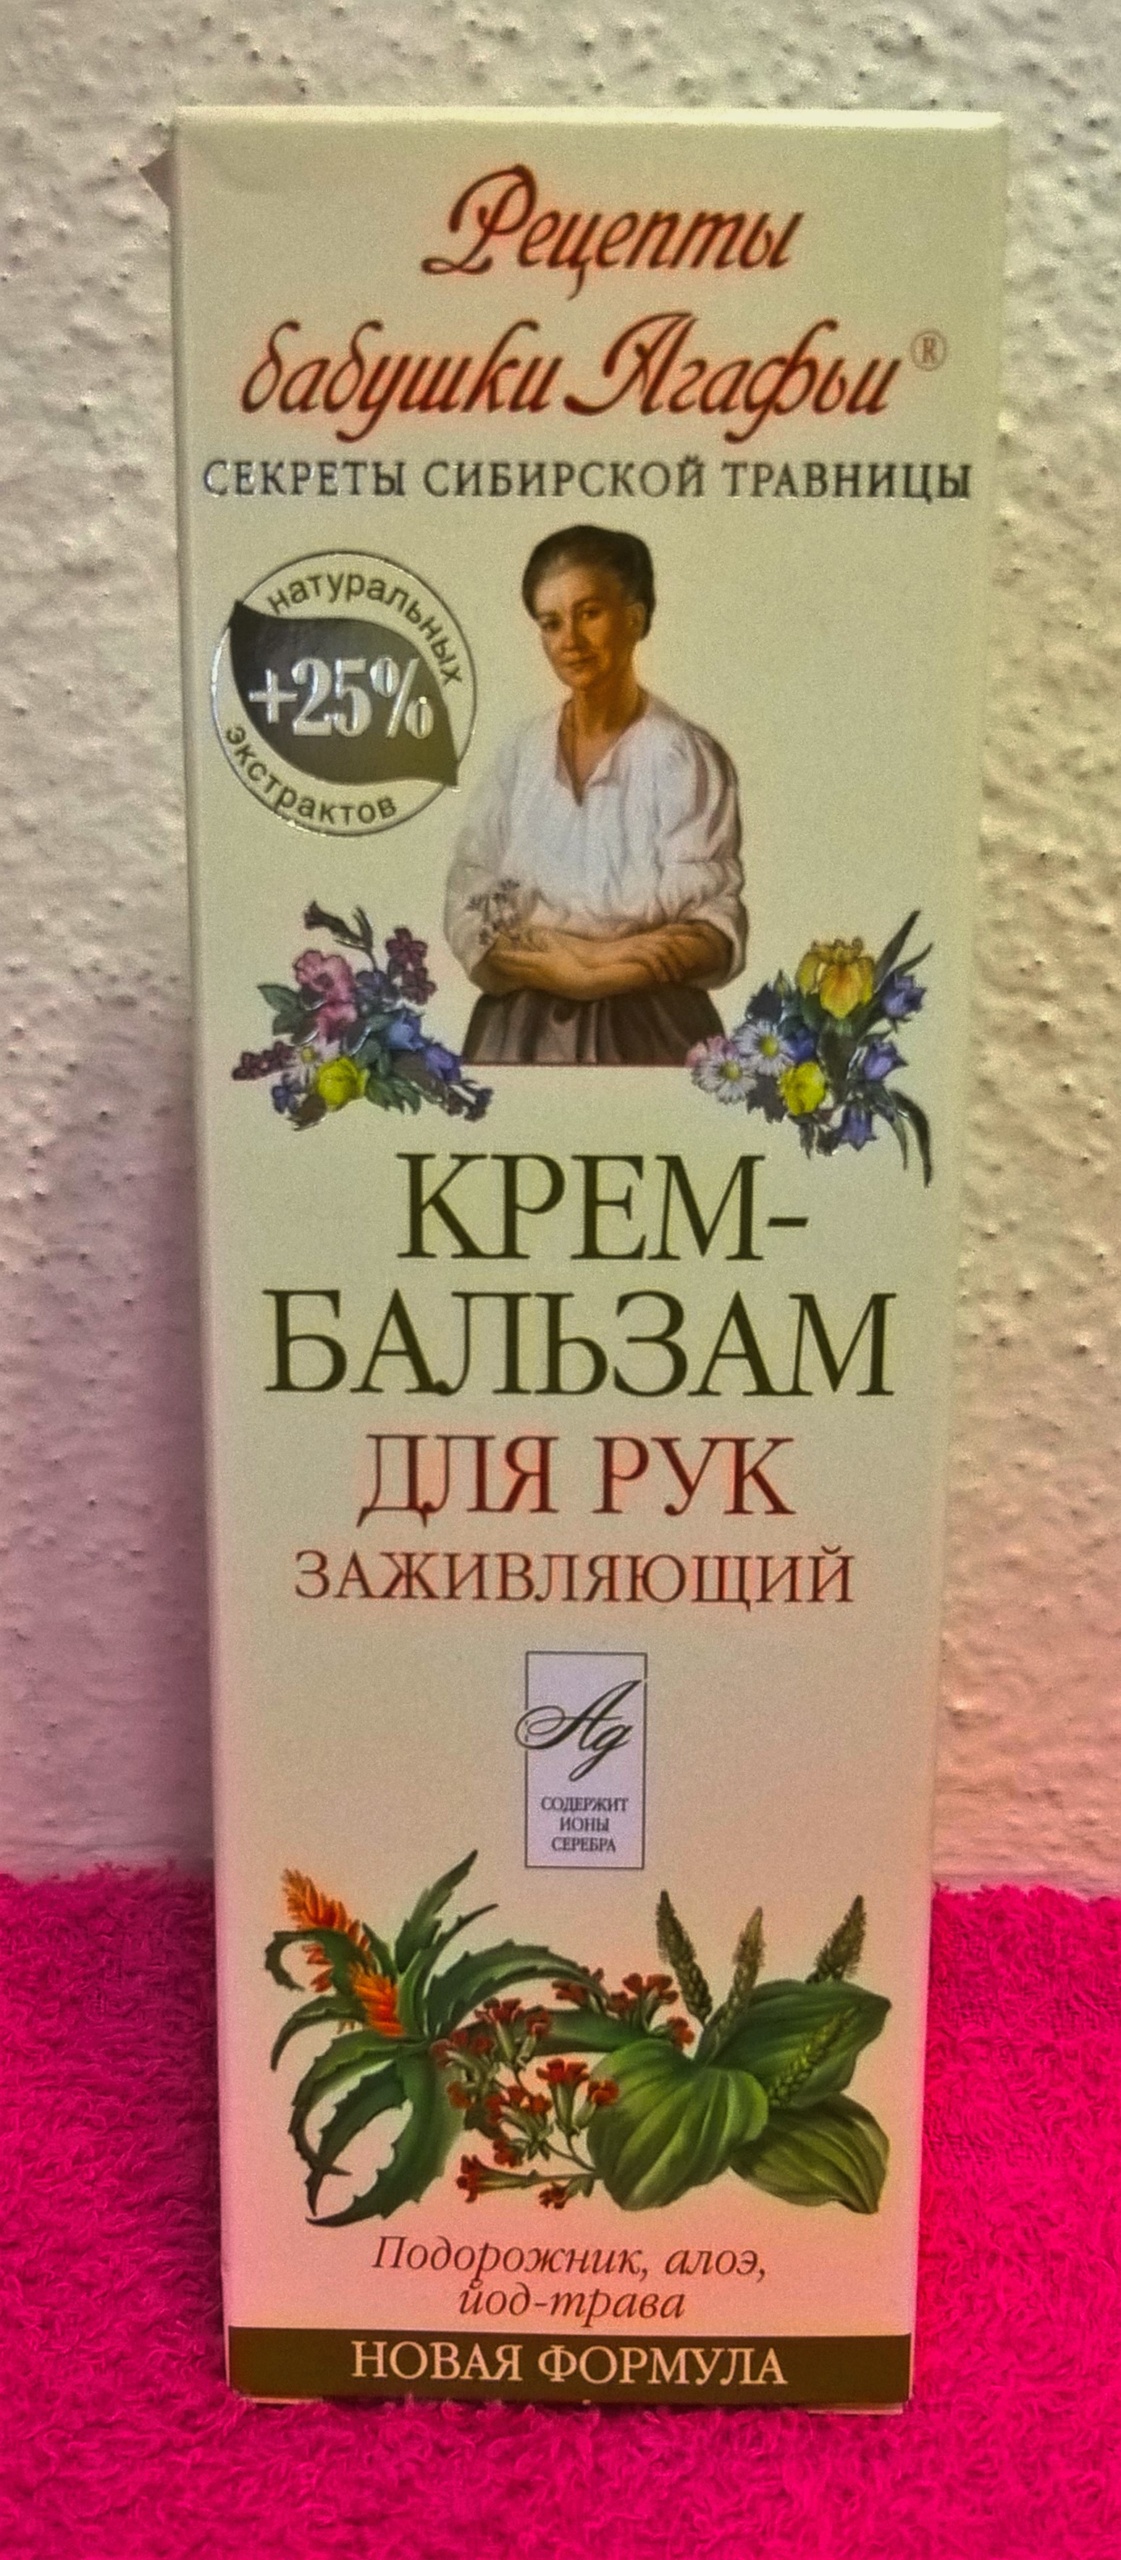 Рецепты
бабушки Агафьи®
СЕКРЕТЫ СИБИРСКОЙ ТРАВНИЦЫ
натуральных
+25%
экстрактов
КРЕМ-
БАЛЬЗАМ
ДЛЯ РУК
ЗАЖИВЛЯЮЩИЙ
Ag
СОДЕРЖИТ
ИОНЫ
СЕРЕБРА
Подорожник, алоэ,
йод-трава
НОВАЯ ФОРМУЛА